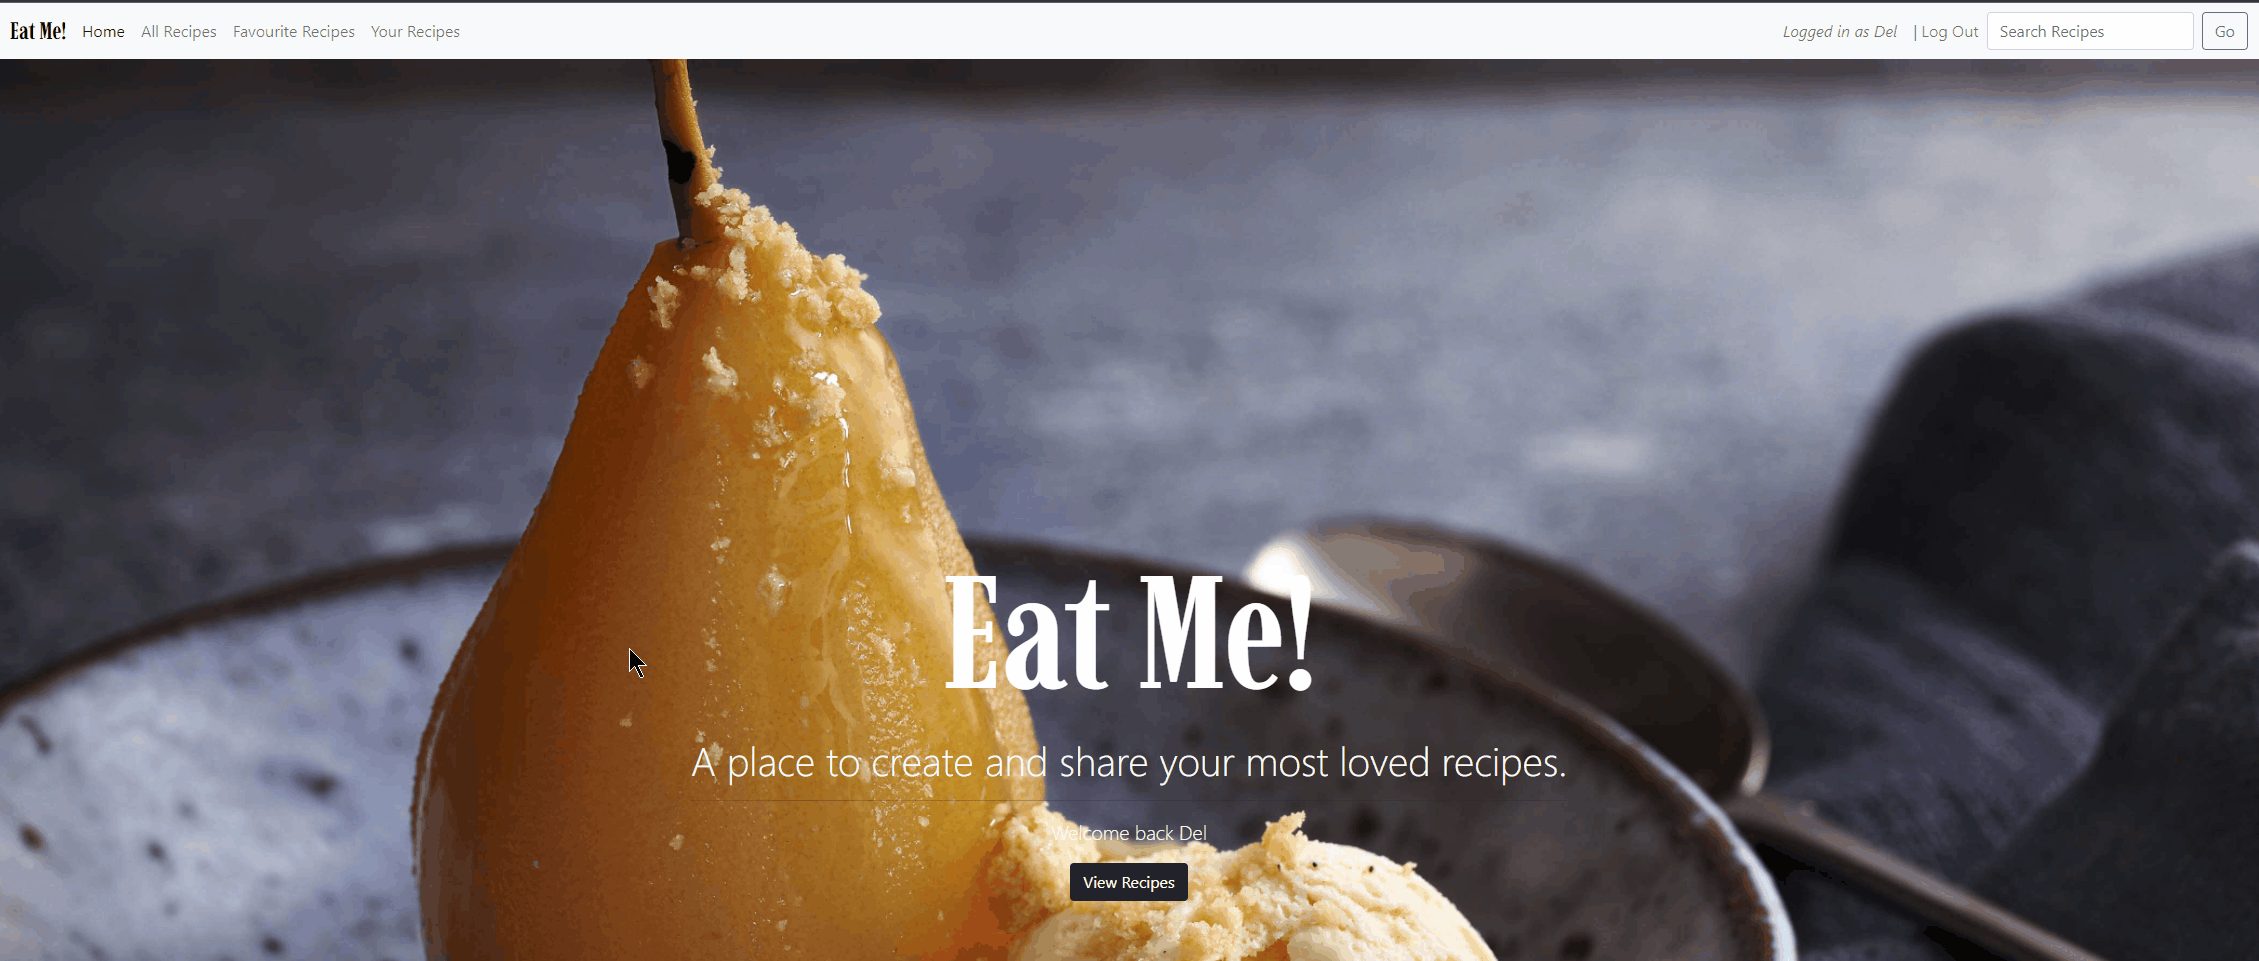 Eat Me! Home All Recipes Favourite Recipes Your Recipes Logged in as Del | Log Out Search Recipes Go
Eat Me!
A place to create and share your most loved recipes.
Welcome back Del
View Recipes